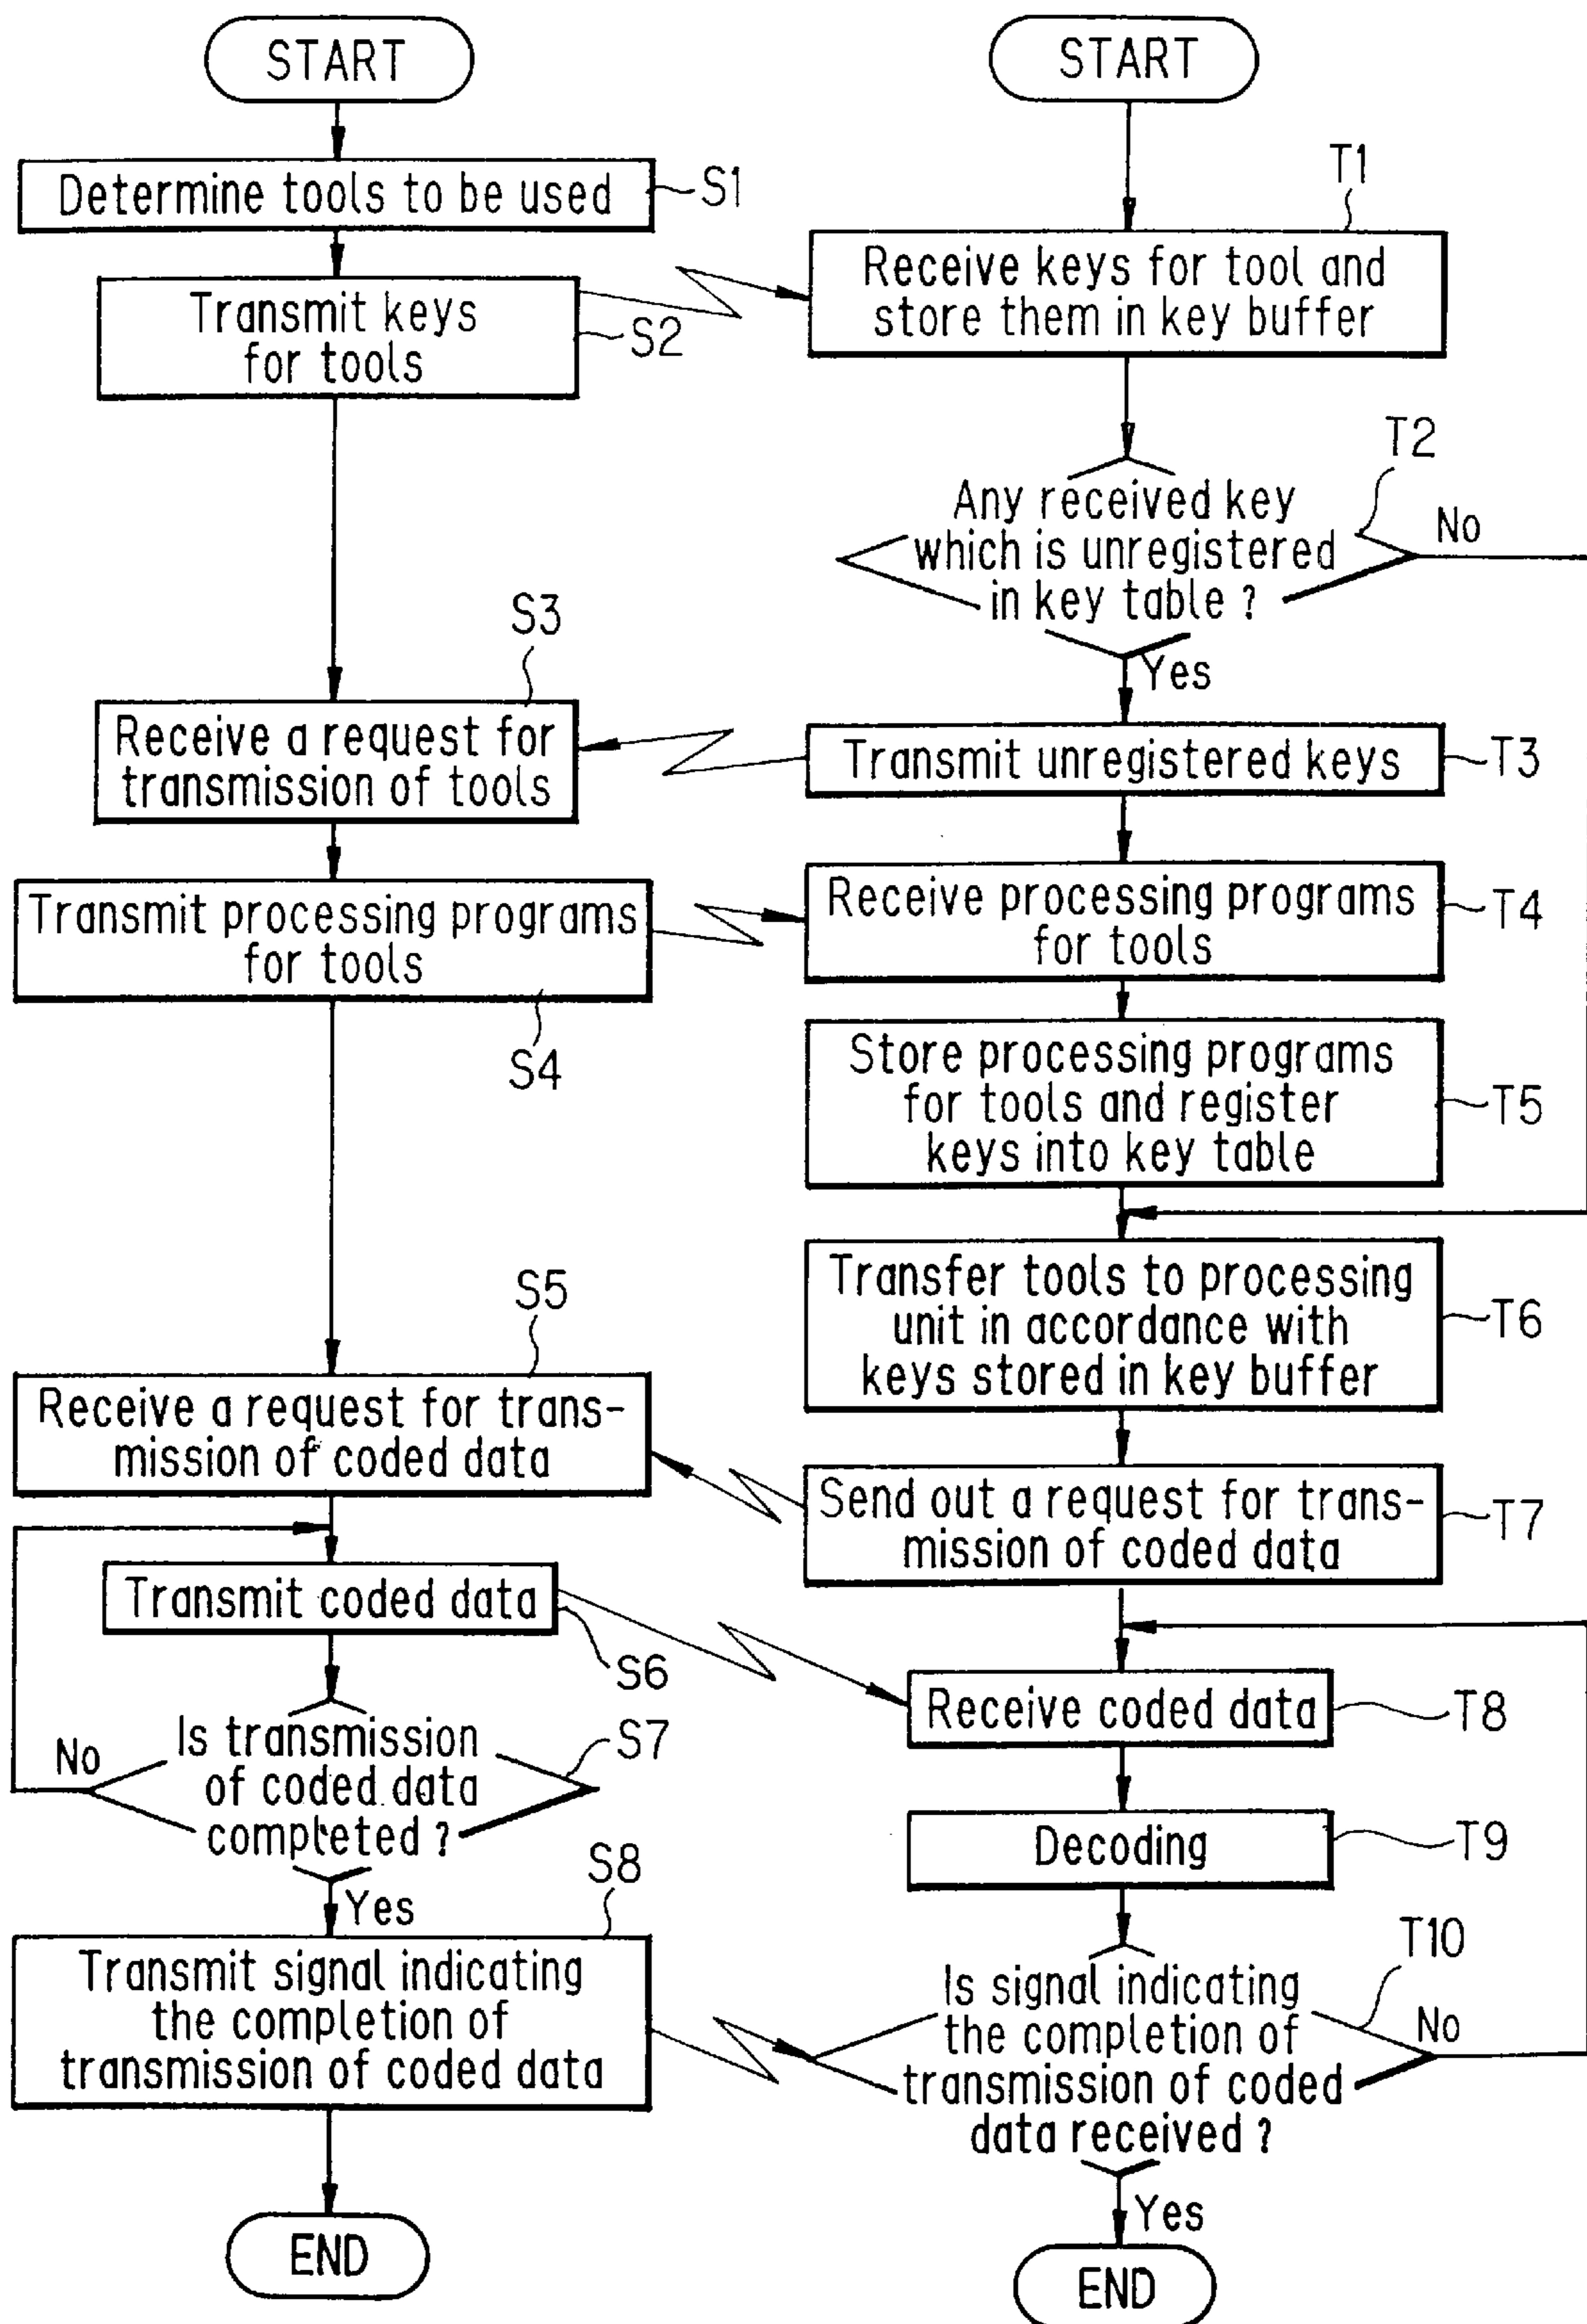 START
Determine tools to be used
S1
Transmit keys
for tools
S2
S3
Receive a request for
transmission of tools
Transmit processing programs
for tools
S4
S5
Receive a request for trans-
mission of coded data
Transmit coded data
S6
Is transmission
of coded data
completed ?
S7
No
Yes
S8
Transmit signal indicating
the completion of
transmission of coded data
END
START
T1
Receive keys for tool and
store them in key buffer
T2
Any received key
which is unregistered
in key table ?
No
Yes
Transmit unregistered keys
T3
Receive processing programs
for tools
T4
Store processing programs
for tools and register
keys into key table
T5
Transfer tools to processing
unit in accordance with
keys stored in key buffer
T6
Send out a request for trans-
mission of coded data
T7
Receive coded data
T8
Decoding
T9
T10
Is signal indicating
the completion of
transmission of coded
data received ?
No
Yes
END